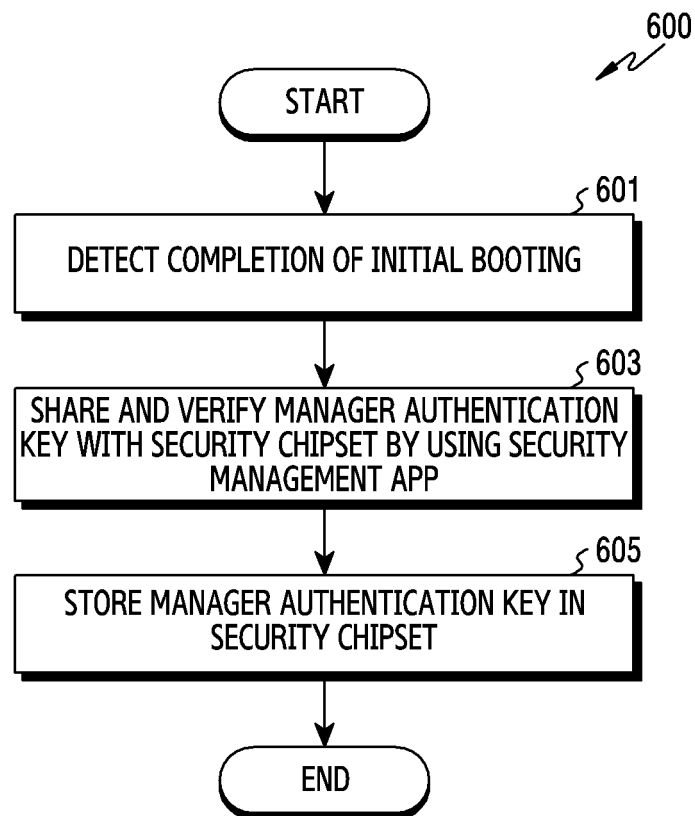 600
START
601
DETECT COMPLETION OF INITIAL BOOTING
603
SHARE AND VERIFY MANAGER AUTHENTICATION
KEY WITH SECURITY CHIPSET BY USING SECURITY
MANAGEMENT APP
605
STORE MANAGER AUTHENTICATION KEY IN
SECURITY CHIPSET
END